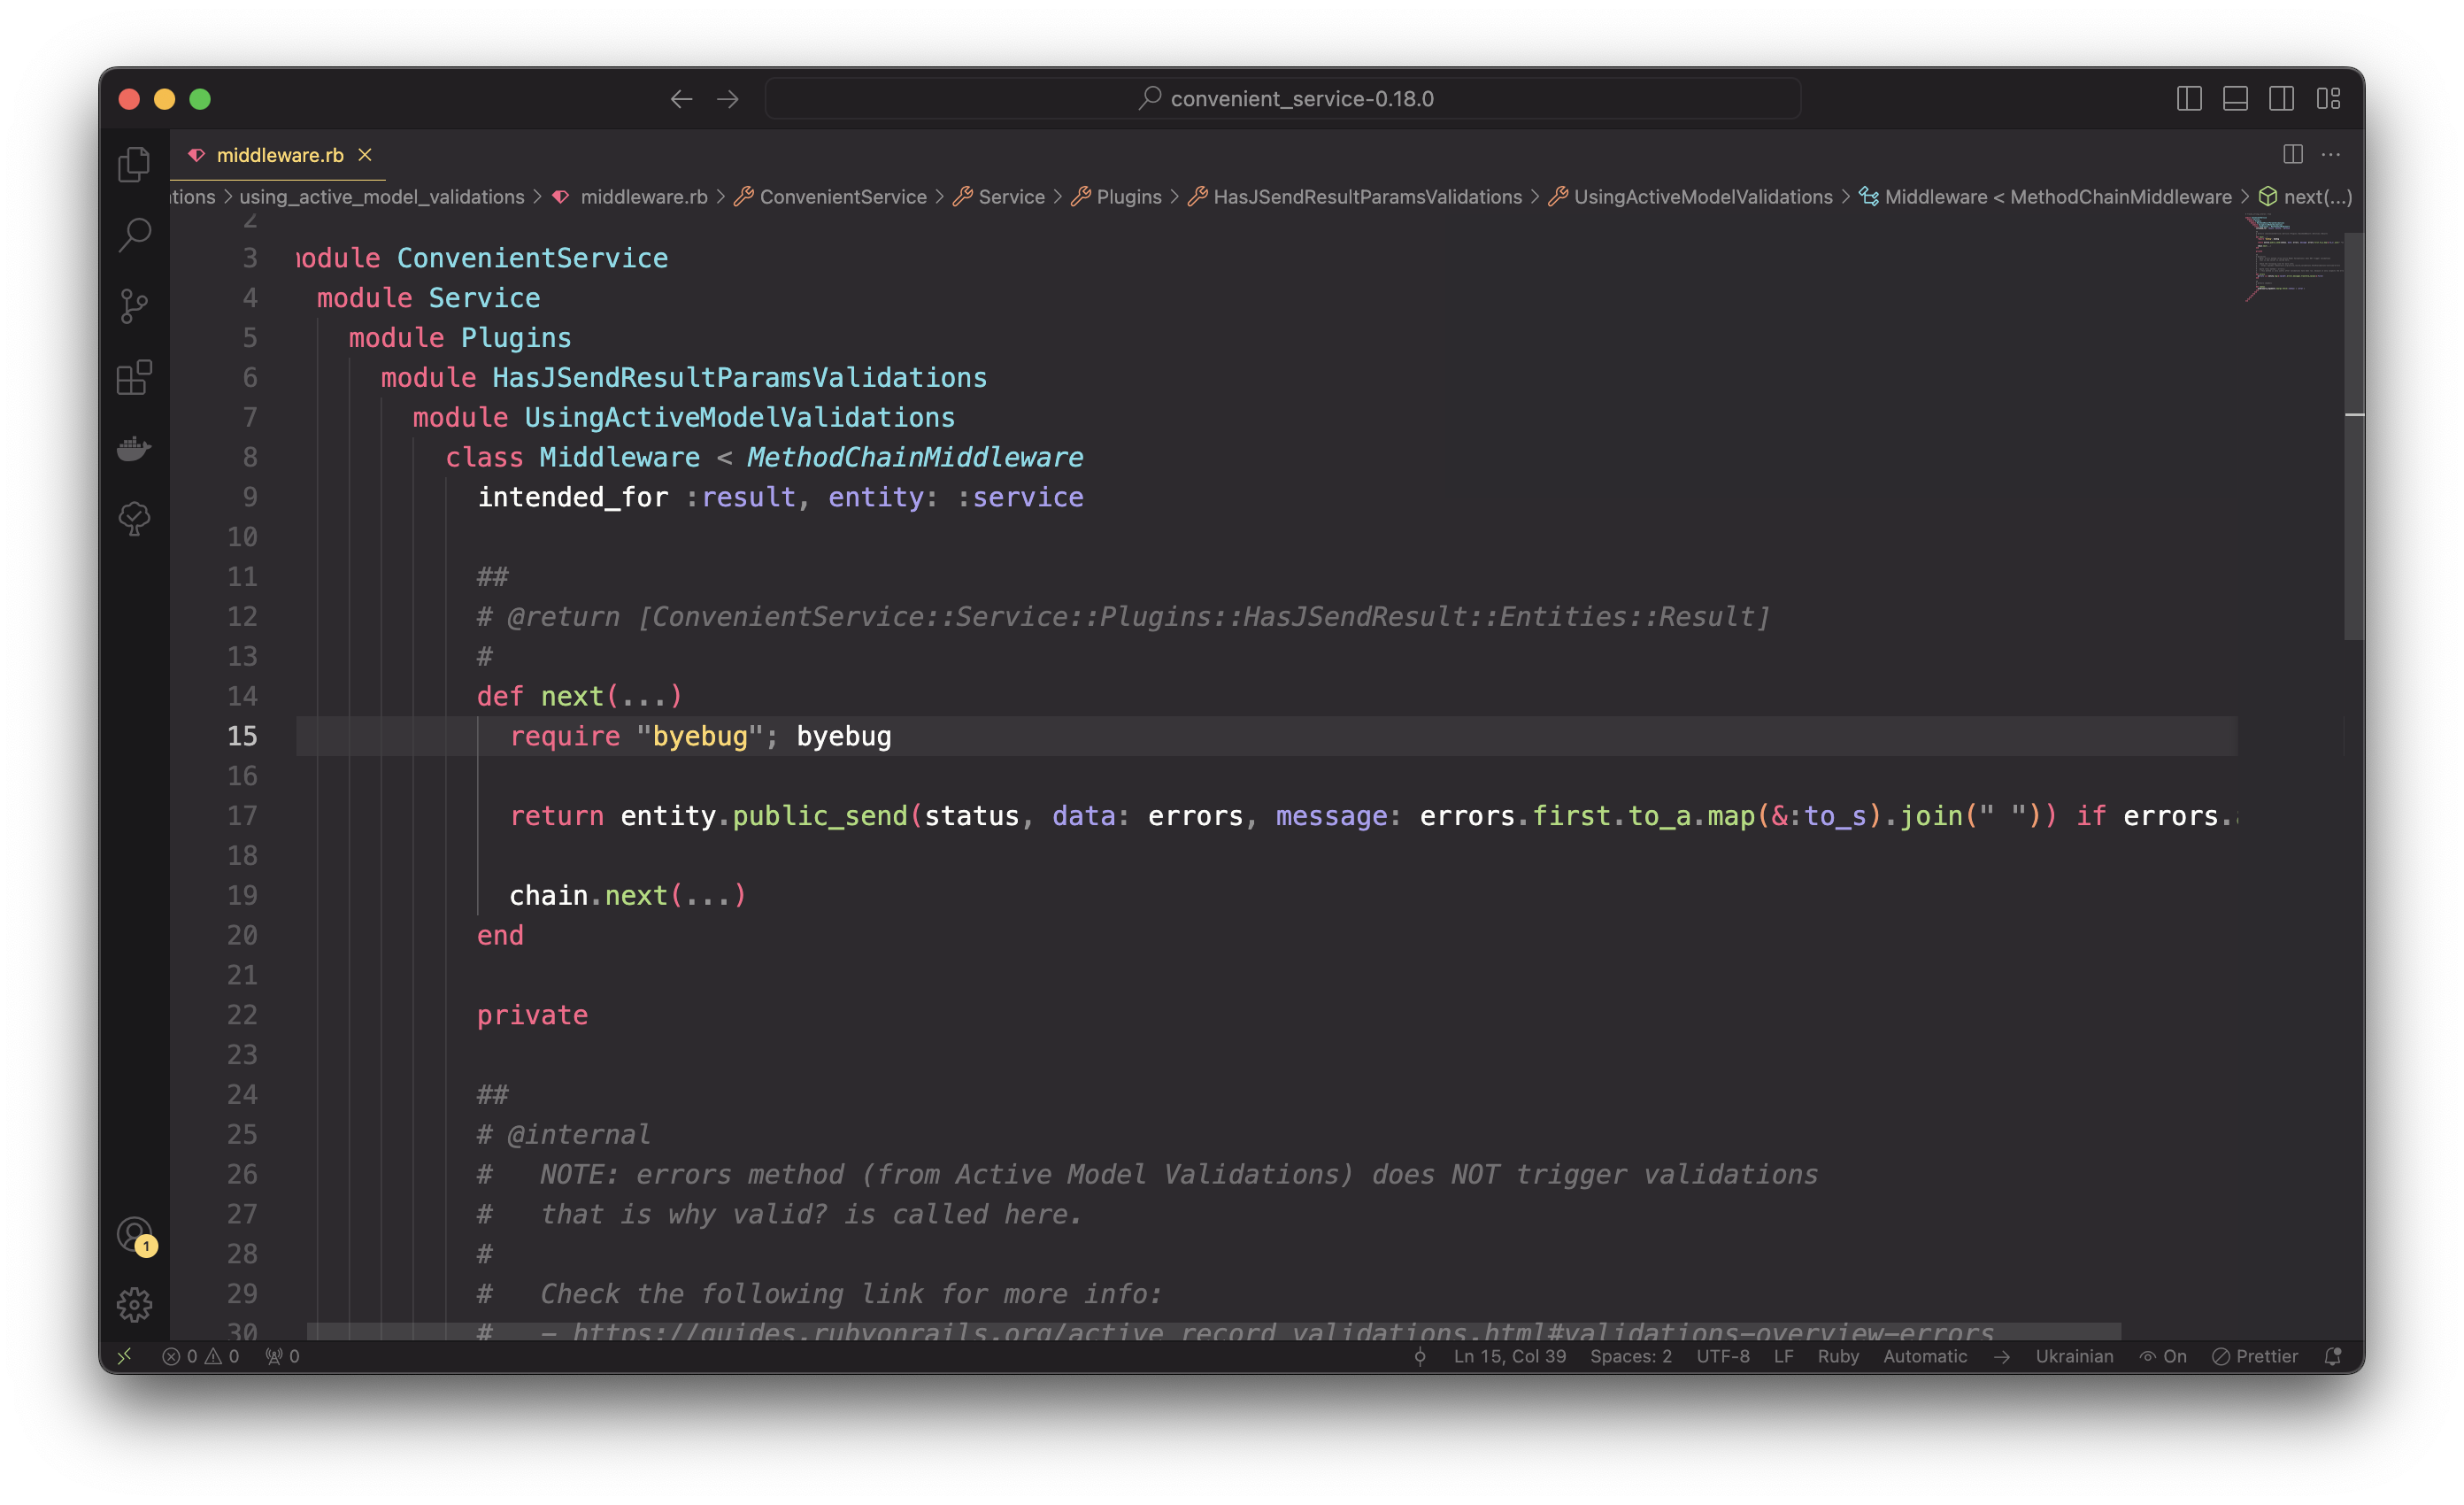 convenient_service-0.18.0
middleware.rb
using_active_model_validations > middleware.rb > ConvenientService > Service > Plugins > HasJSendResultParamsValidations > UsingActiveModelValidations > Middleware < MethodChainMiddleware > next(...)
2
3 module ConvenientService
4 module Service
5 module Plugins
6 module HasJSendResultParamsValidations
7 module UsingActiveModelValidations
8 class Middleware < MethodChainMiddleware
9 intended_for :result, entity: :service
10
11 ##
12 # @return [ConvenientService::Service::Plugins::HasJSendResult::Entities::Result]
13 #
14 def next(...)
15 require "byebug"; byebug
16
17 return entity.public_send(status, data: errors, message: errors.first.to_a.map(&:to_s).join(" ")) if errors.
18
19 chain.next(...)
20 end
21
22 private
23
24 ##
25 # @internal
26 # NOTE: errors method (from Active Model Validations) does NOT trigger validations
27 # that is why valid? is called here.
28 #
29 # Check the following link for more info:
30 # - https://guides.rubyonrails.org/active_record_validations.html#validations-overview-errors
1
0 0 0 Ln 15, Col 39 Spaces: 2 UTF-8 LF Ruby Automatic Ukrainian On Prettier